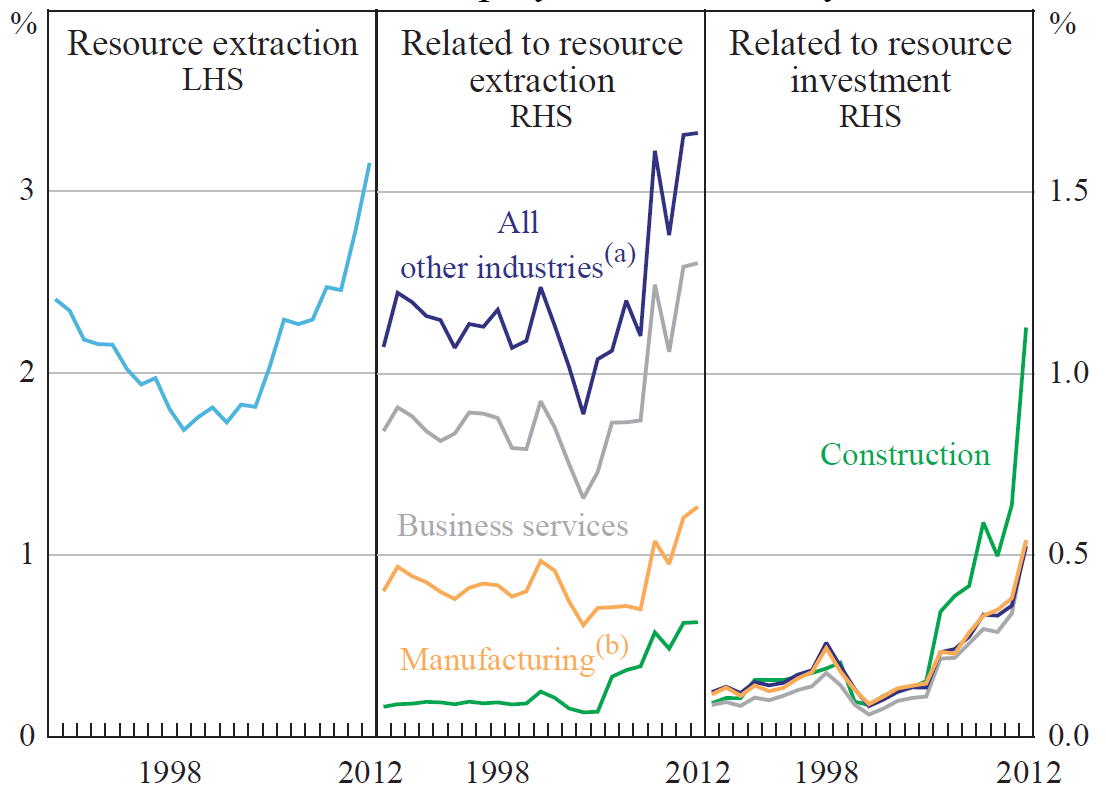 %
%
Resource extraction
LHS
Related to resource
extraction
RHS
Related to resource
investment
RHS
3
2
1
0
1.5
1.0
0.5
0.0
All
other industries(a)
Business services
Manufacturing(b)
Construction
1998
2012
1998
2012
1998
2012